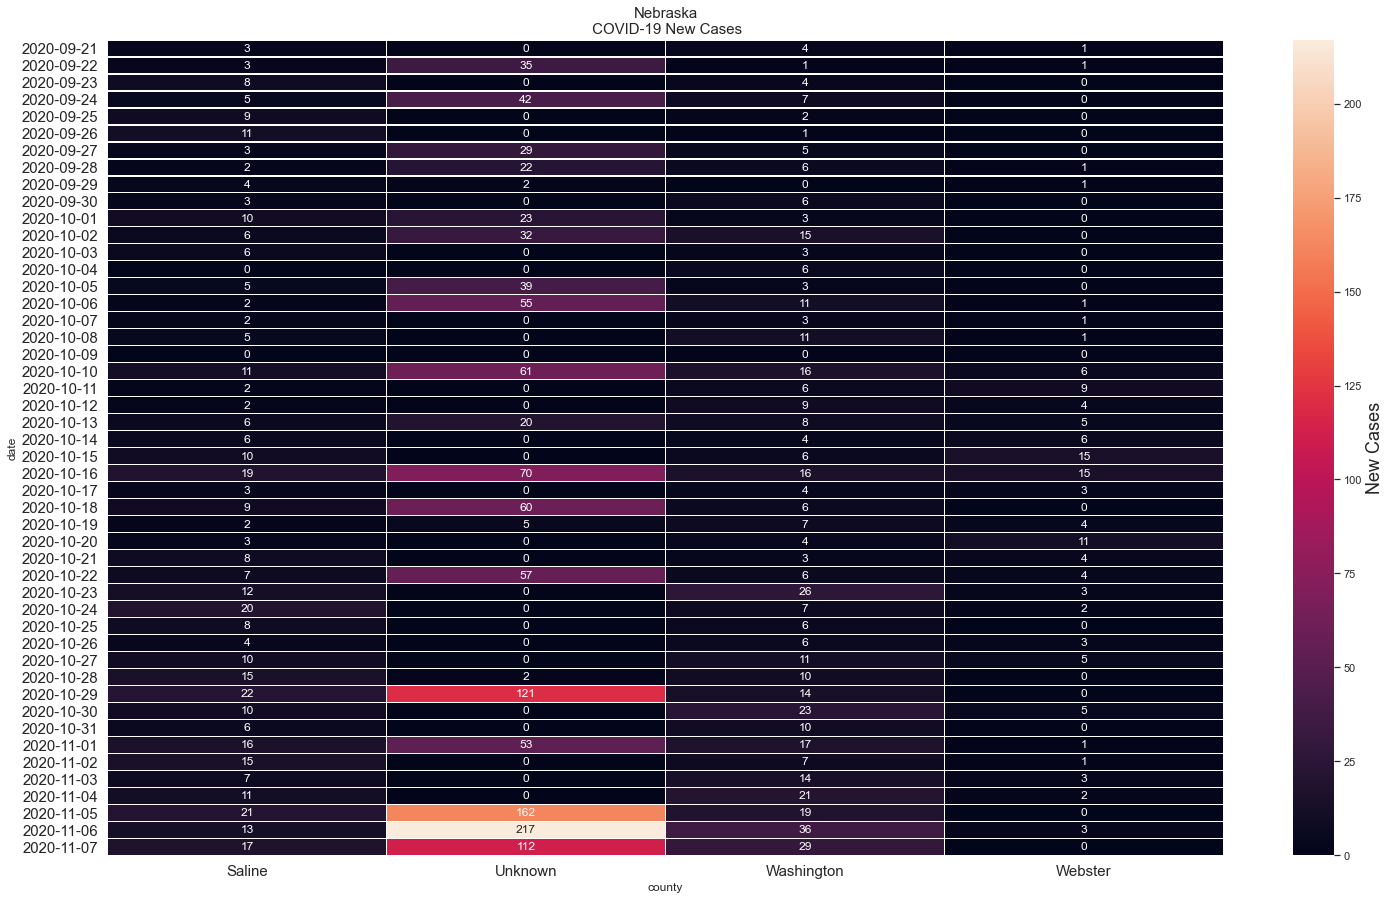 Nebraska
COVID-19 New Cases
2020-09-21 3 0 4 1
2020-09-22 3 35 1 1
2020-09-23 8 0 4 0
2020-09-24 5 42 7 0
2020-09-25 9 0 2 0
2020-09-26 11 0 1 0
2020-09-27 3 29 5 0
2020-09-28 2 22 6 1
2020-09-29 4 2 0 1
2020-09-30 3 0 6 0
2020-10-01 10 23 3 0
2020-10-02 6 32 15 0
2020-10-03 6 0 3 0
2020-10-04 0 0 6 0
2020-10-05 5 39 3 0
2020-10-06 2 55 11 1
2020-10-07 2 0 3 1
2020-10-08 5 0 11 1
2020-10-09 0 0 0 0
2020-10-10 11 61 16 6
2020-10-11 2 0 6 9
2020-10-12 2 0 9 4
2020-10-13 6 20 8 5
2020-10-14 6 0 4 6
2020-10-15 10 0 6 15
2020-10-16 19 70 16 15
2020-10-17 3 0 4 3
2020-10-18 9 60 6 0
2020-10-19 2 5 7 4
2020-10-20 3 0 4 11
2020-10-21 8 0 3 4
2020-10-22 7 57 6 4
2020-10-23 12 0 26 3
2020-10-24 20 0 7 2
2020-10-25 8 0 6 0
2020-10-26 4 0 6 3
2020-10-27 10 0 11 5
2020-10-28 15 2 10 0
2020-10-29 22 121 14 0
2020-10-30 10 0 23 5
2020-10-31 6 0 10 0
2020-11-01 16 53 17 1
2020-11-02 15 0 7 1
2020-11-03 7 0 14 3
2020-11-04 11 0 21 2
2020-11-05 21 162 19 0
2020-11-06 13 217 36 3
2020-11-07 17 112 29 0
date
Saline Unknown Washington Webster
county
200
175
150
125
100
75
50
25
0
New Cases